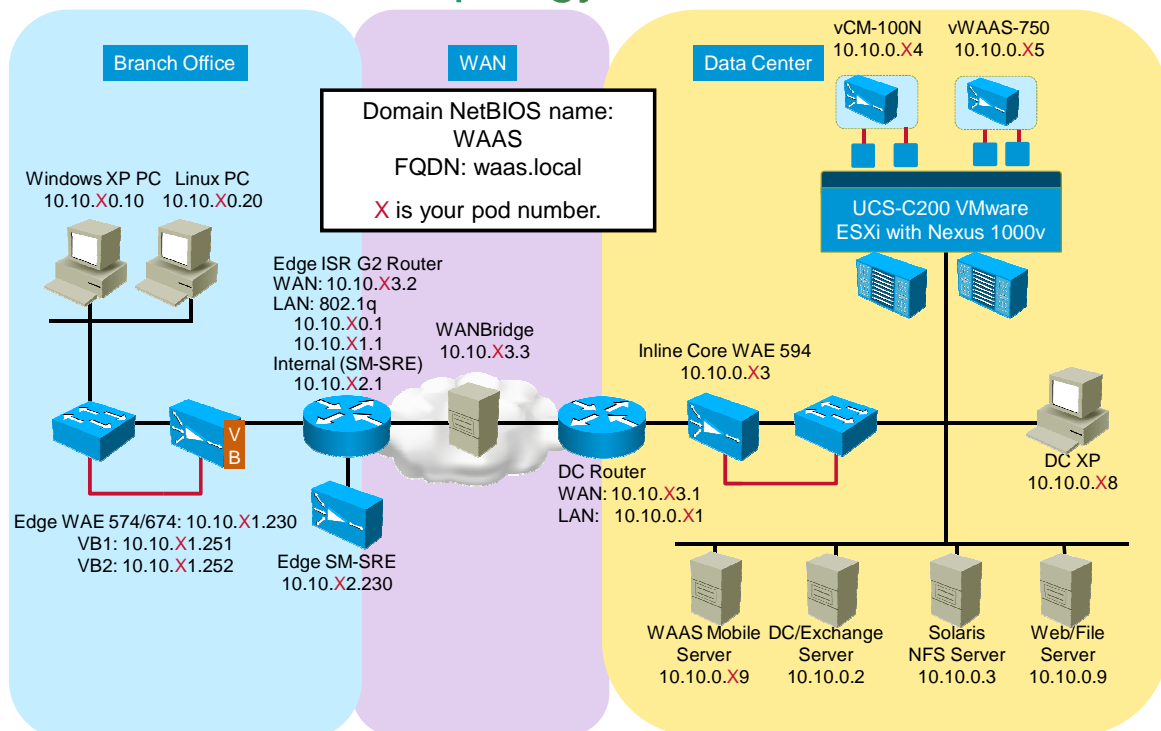 Branch Office
WAN
Data Center
vCM-100N
10.10.0.X4
vWAAS-750
10.10.0.X5
Domain NetBIOS name:
WAAS
FQDN: waas.local
X is your pod number.
Windows XP PC
10.10.X0.10
Linux PC
10.10.X0.20
UCS-C200 VMware
ESXi with Nexus 1000v
Edge ISR G2 Router
WAN: 10.10.X3.2
LAN: 802.1q
10.10.X0.1
10.10.X1.1
Internal (SM-SRE)
10.10.X2.1
WANBridge
10.10.X3.3
Inline Core WAE 594
10.10.0.X3
V
B
DC Router
WAN: 10.10.X3.1
LAN: 10.10.0.X1
DC XP
10.10.0.X8
Edge WAE 574/674: 10.10.X1.230
VB1: 10.10.X1.251
VB2: 10.10.X1.252
Edge SM-SRE
10.10.X2.230
WAAS Mobile
Server
10.10.0.X9
DC/Exchange
Server
10.10.0.2
Solaris
NFS Server
10.10.0.3
Web/File
Server
10.10.0.9